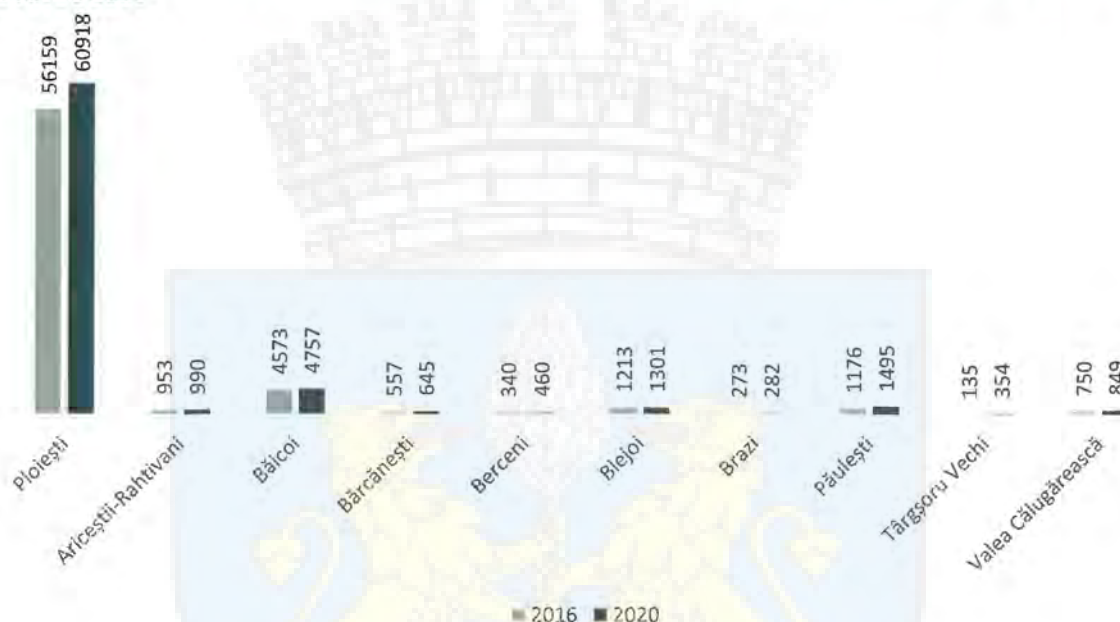 56159 60918
953 990
4573 4757
557 645
340 460
1213 1301
273 282
1176 1495
135 354
750 849
Ploiești
Ariceștii-Rahtivani
Băicoi
Bărcănești
Berceni
Blejoi
Brazi
Păulești
Târgșoru Vechi
Valea Călugărească
2016 2020